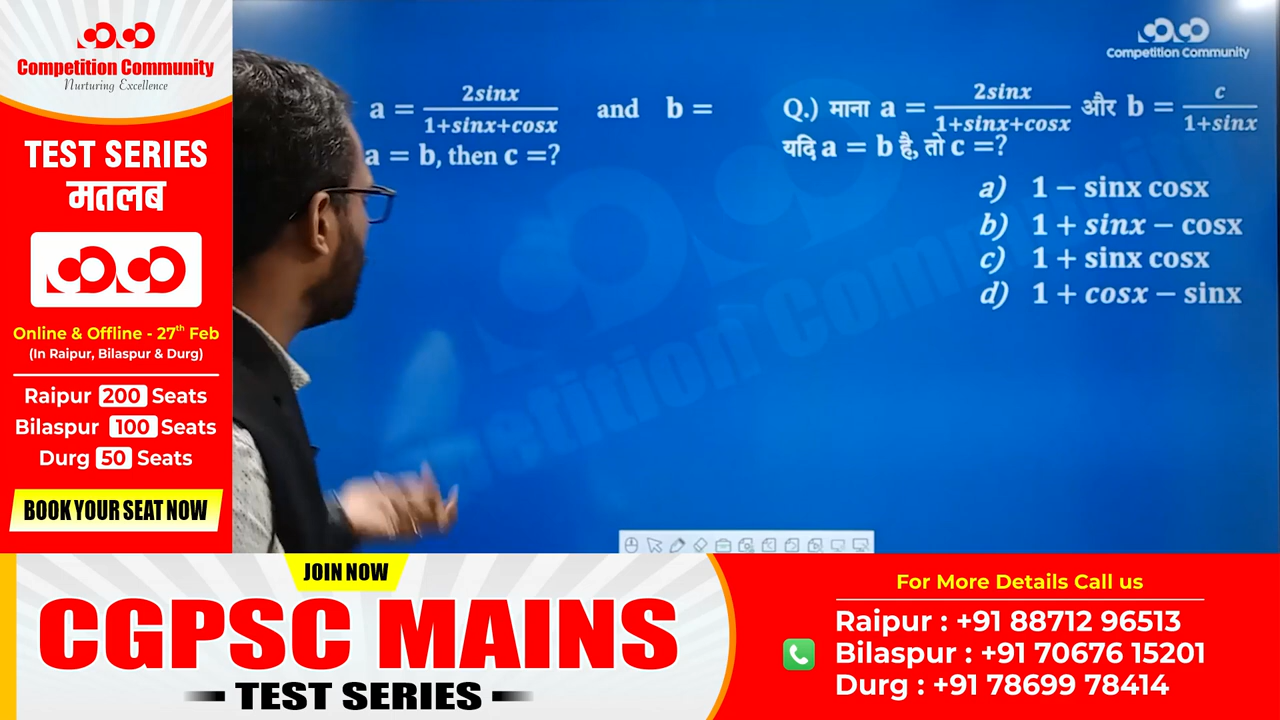 Competition Community
Nurturing Excellence
TEST SERIES
मतलब
Online & Offline - 27th Feb
(In Raipur, Bilaspur & Durg)
Raipur 200 Seats
Bilaspur 100 Seats
Durg 50 Seats
BOOK YOUR SEAT NOW
Competition Community
a = 2sinx / 1+sinx+cosx and b =
a = b, then c =?
Q.) माना a = 2sinx / 1+sinx+cosx और b = c / 1+sinx
यदि a = b है, तो c =?
a) 1 − sinx cosx
b) 1 + sinx − cosx
c) 1 + sinx cosx
d) 1 + cosx − sinx
JOIN NOW
CGPSC MAINS
TEST SERIES
For More Details Call us
Raipur : +91 88712 96513
Bilaspur : +91 70676 15201
Durg : +91 78699 78414